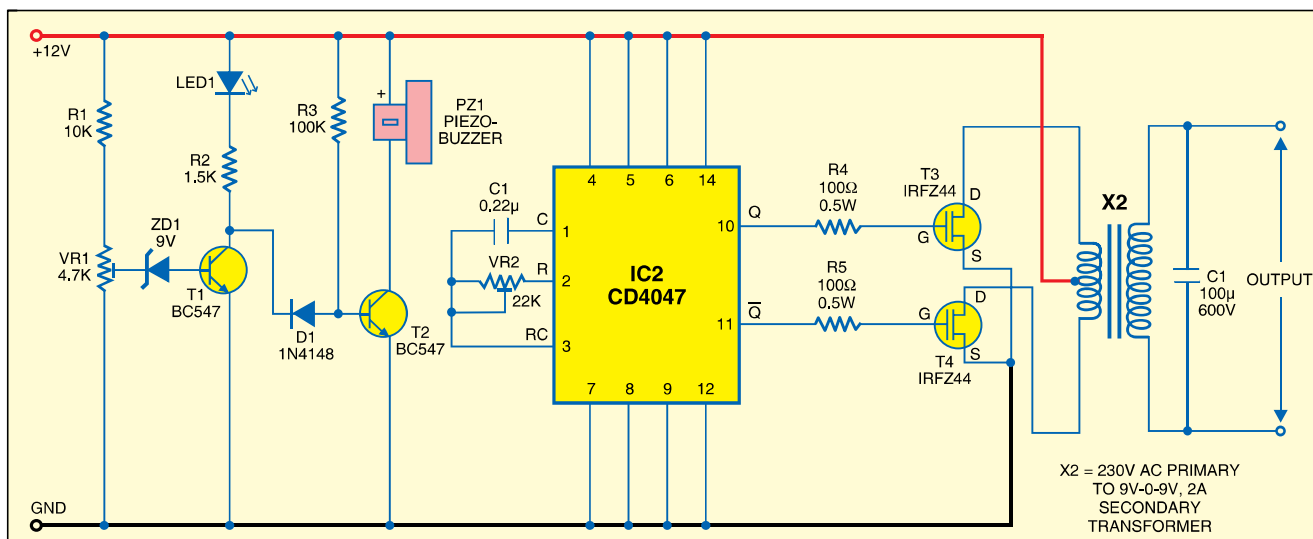 +12V
R1
10K
VR1
4.7K
LED1
R2
1.5K
ZD1
9V
T1
BC547
D1
1N4148
R3
100K
+
PZ1
PIEZO-
BUZZER
T2
BC547
C1
0.22µ
VR2
22K
C
R
RC
1
2
3
4
5
6
14
IC2
CD4047
7
8
9
12
10
11
Q
Q̅
R4
100Ω
0.5W
R5
100Ω
0.5W
T3
IRFZ44
D
G
S
D
G
S
T4
IRFZ44
X2
C1
100µ
600V
OUTPUT
X2 = 230V AC PRIMARY
TO 9V-0-9V, 2A
SECONDARY
TRANSFORMER
GND